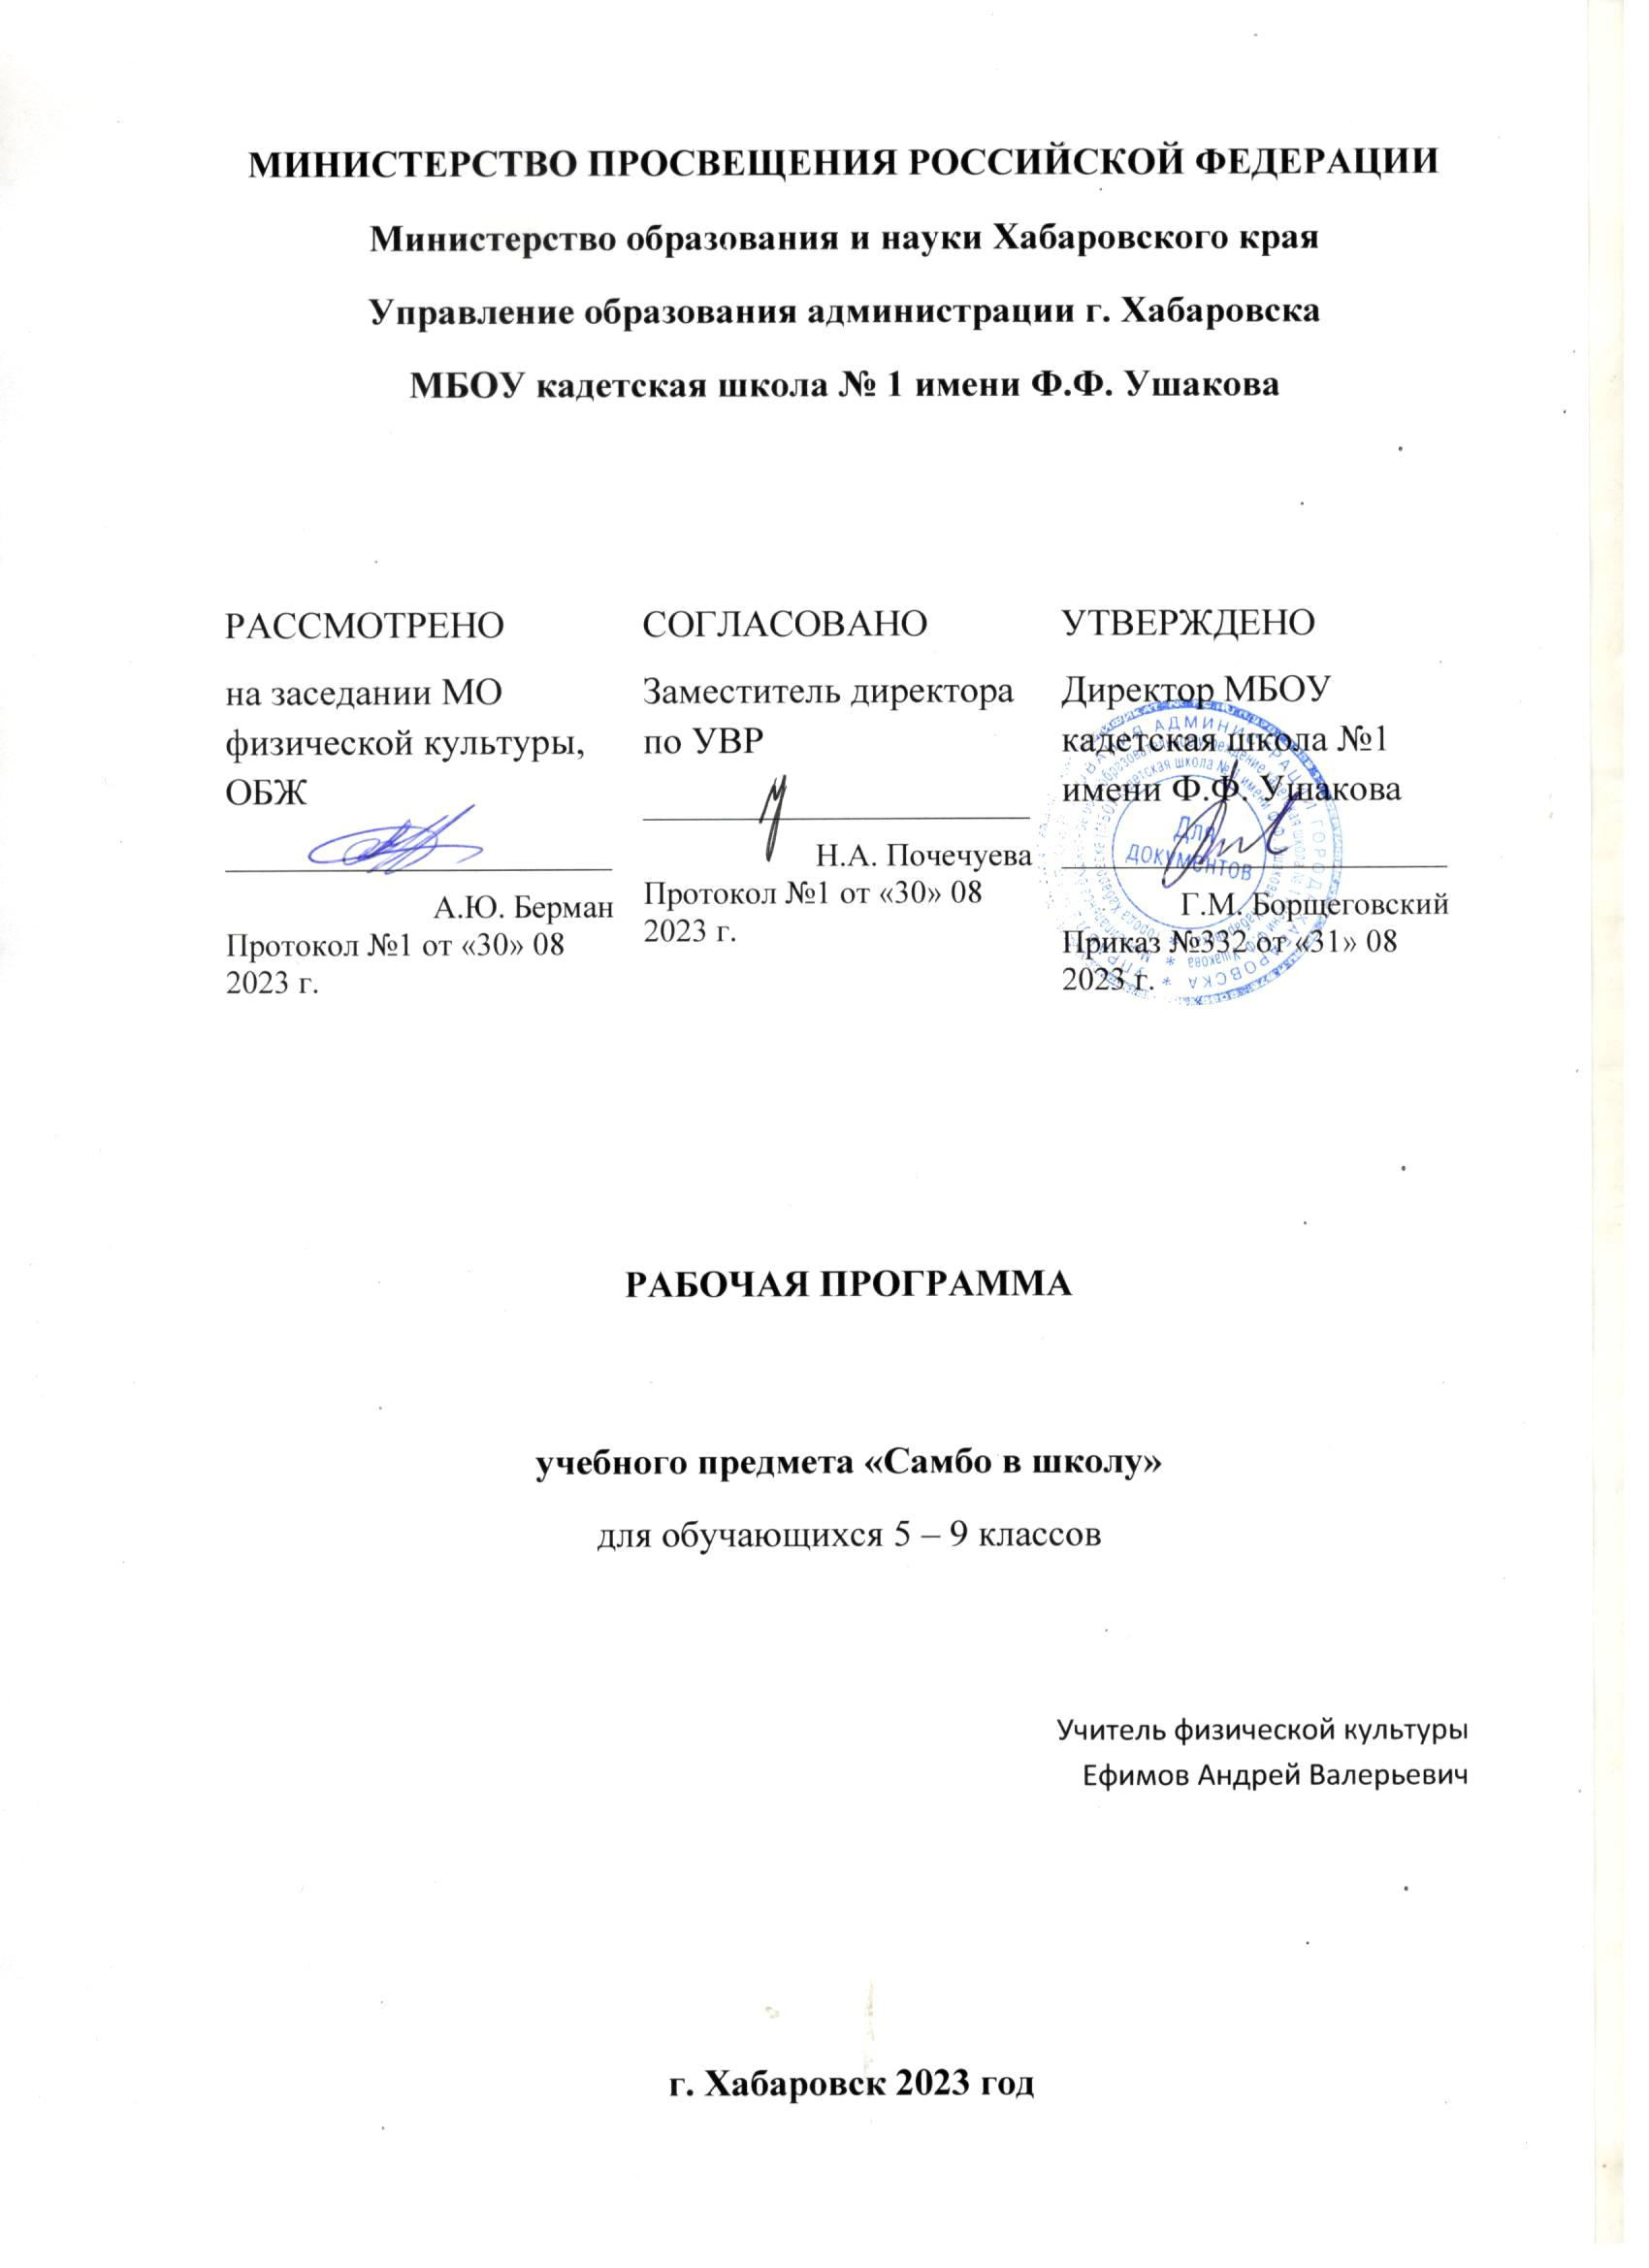 МИНИСТЕРСТВО ПРОСВЕЩЕНИЯ РОССИЙСКОЙ ФЕДЕРАЦИИ
Министерство образования и науки Хабаровского края
Управление образования администрации г. Хабаровска
МБОУ кадетская школа № 1 имени Ф.Ф. Ушакова
РАССМОТРЕНО
на заседании МО
физической культуры,
ОБЖ
А.Ю. Берман
Протокол №1 от «30» 08
2023 г.
СОГЛАСОВАНО
Заместитель директора
по УВР
Н.А. Почечуева
Протокол №1 от «30» 08
2023 г.
УТВЕРЖДЕНО
Директор МБОУ
кадетская школа №1
имени Ф.Ф. Ушакова
Для
документов
Г.М. Борщеговский
Приказ №332 от «31» 08
2023 г.
РАБОЧАЯ ПРОГРАММА
учебного предмета «Самбо в школу»
для обучающихся 5 – 9 классов
Учитель физической культуры
Ефимов Андрей Валерьевич
г. Хабаровск 2023 год